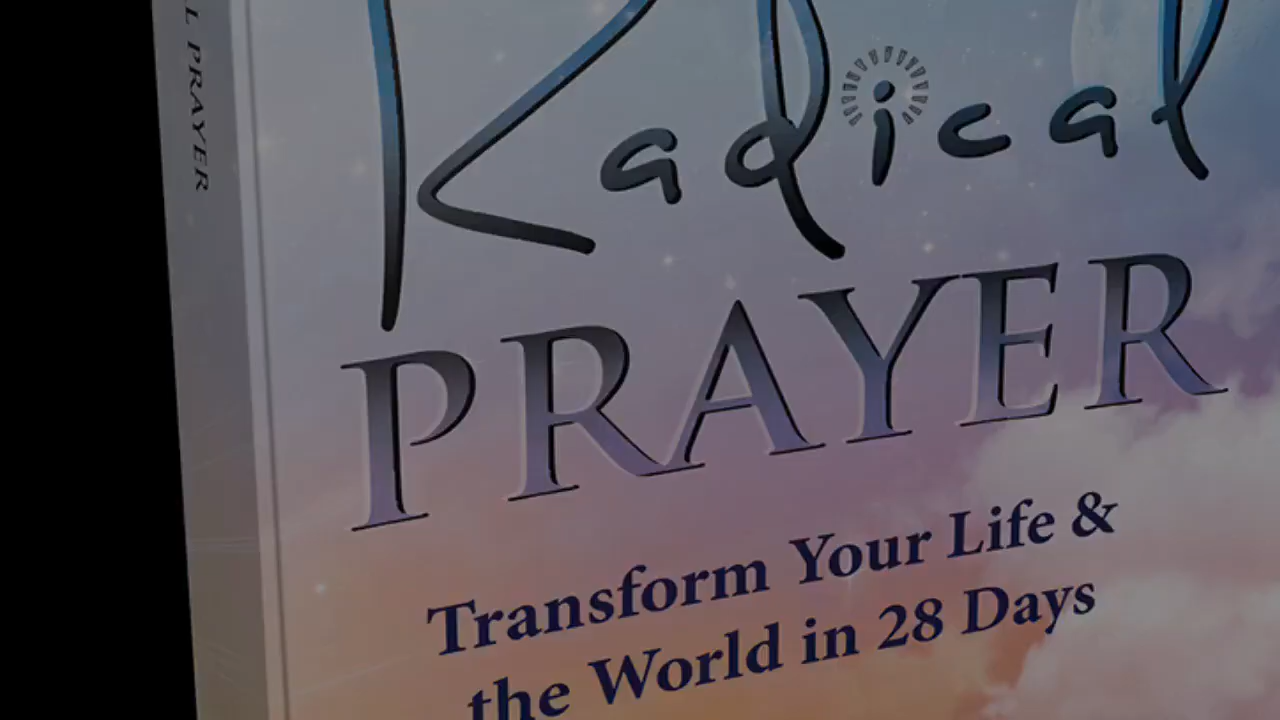 L PRAYER
Radical
PRAYER
Transform Your Life &
the World in 28 Days